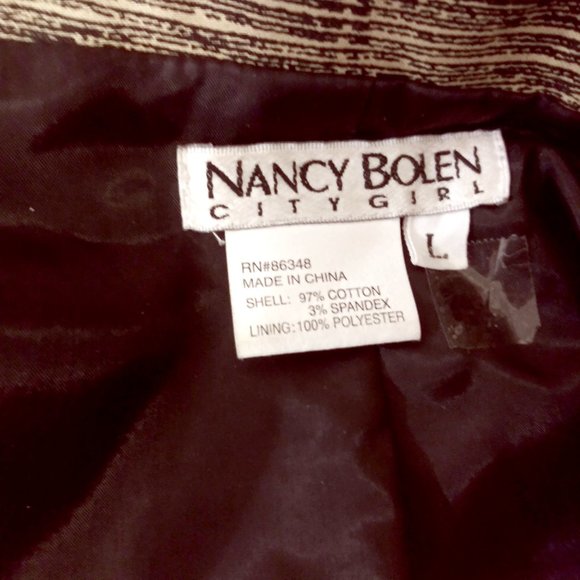 NANCY BOLEN
CITY GIRL
L
RN#86348
MADE IN CHINA
SHELL: 97% COTTON
3% SPANDEX
LINING:100% POLYESTER